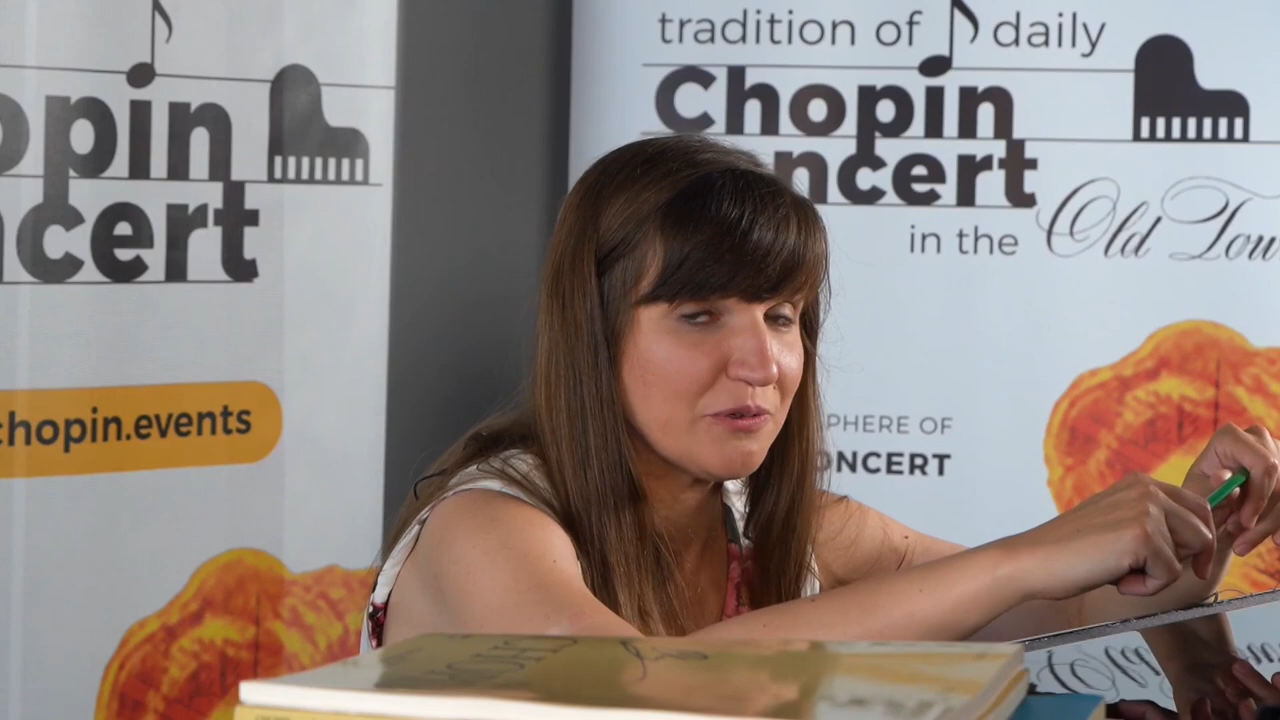 opin
ncert
chopin.events
tradition of daily
Chopin
ncert
in the Old Tow
PHERE OF
ONCERT